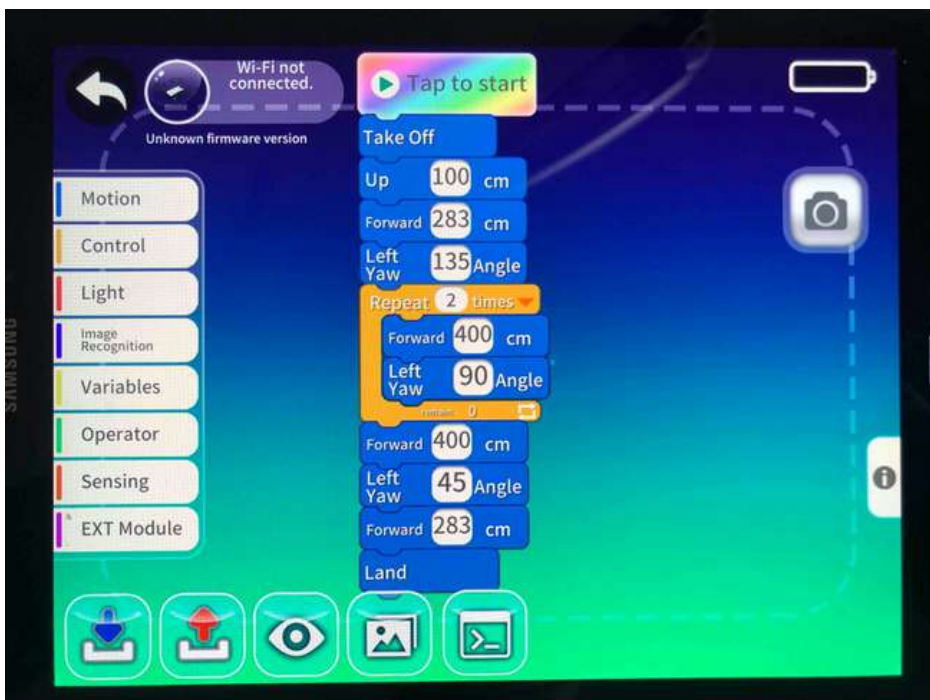 Wi-Fi not
connected.
Unknown firmware version
Tap to start
Take Off
Up 100 cm
Forward 283 cm
Left
Yaw 135 Angle
Repeat 2 times
Forward 400 cm
Left
Yaw 90 Angle
remain: 0
Forward 400 cm
Left
Yaw 45 Angle
Forward 283 cm
Land
Motion
Control
Light
Image
Recognition
Variables
Operator
Sensing
EXT Module
SAMSUNG